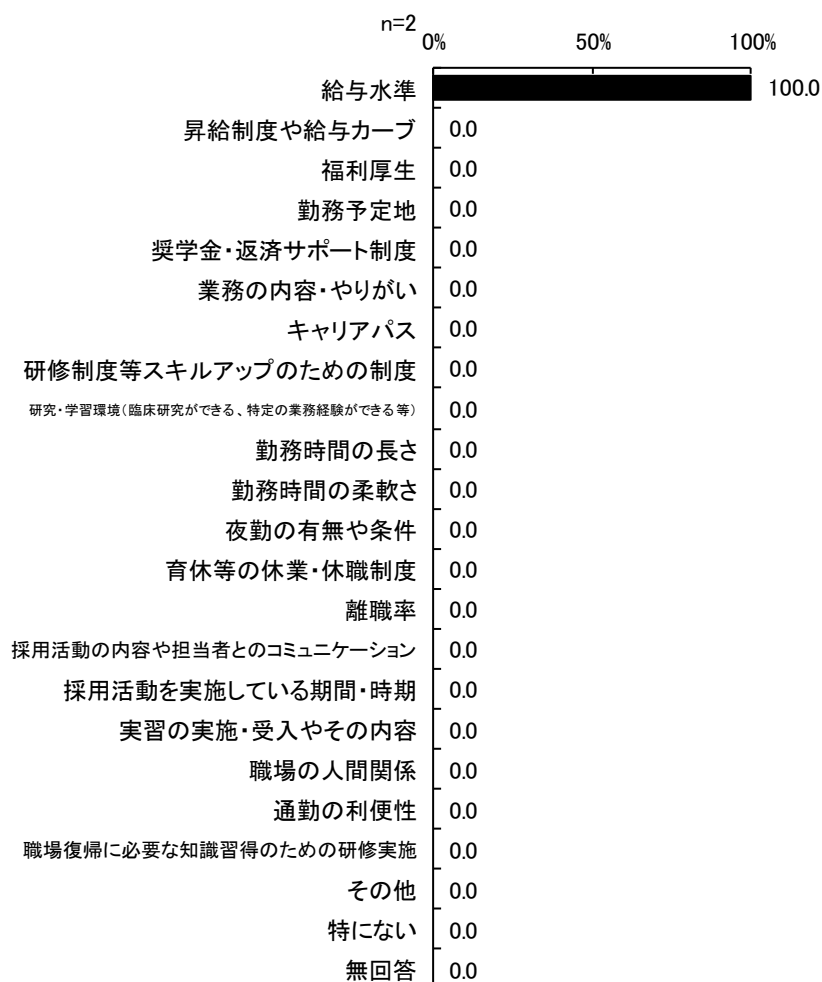 n=2
0% 50% 100%
給与水準 100.0
昇給制度や給与カーブ 0.0
福利厚生 0.0
勤務予定地 0.0
奨学金・返済サポート制度 0.0
業務の内容・やりがい 0.0
キャリアパス 0.0
研修制度等スキルアップのための制度 0.0
研究・学習環境(臨床研究ができる、特定の業務経験ができる等) 0.0
勤務時間の長さ 0.0
勤務時間の柔軟さ 0.0
夜勤の有無や条件 0.0
育休等の休業・休職制度 0.0
離職率 0.0
採用活動の内容や担当者とのコミュニケーション 0.0
採用活動を実施している期間・時期 0.0
実習の実施・受入やその内容 0.0
職場の人間関係 0.0
通勤の利便性 0.0
職場復帰に必要な知識習得のための研修実施 0.0
その他 0.0
特にない 0.0
無回答 0.0